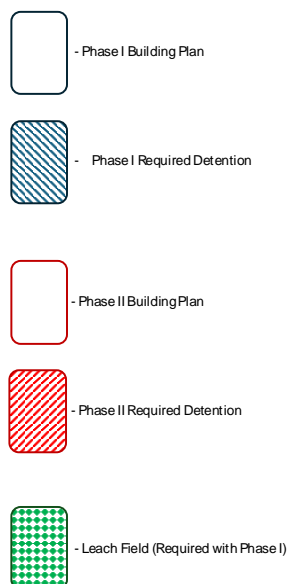 - Phase I Building Plan
- Phase I Required Detention
- Phase II Building Plan
- Phase II Required Detention
- Leach Field (Required with Phase I)